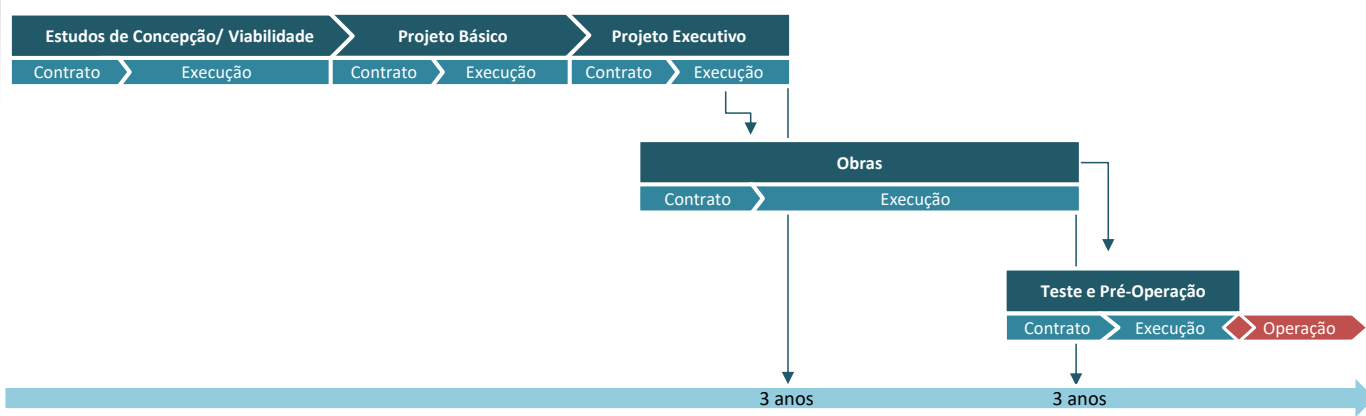 Estudos de Concepção/ Viabilidade
Projeto Básico
Projeto Executivo
Contrato
Execução
Contrato
Execução
Contrato
Execução
Obras
Contrato
Execução
Teste e Pré-Operação
Contrato
Execução
Operação
3 anos
3 anos